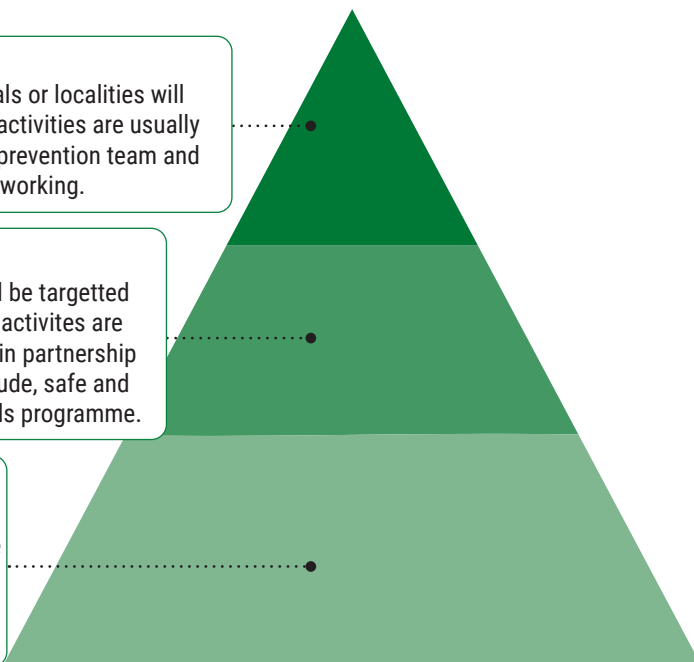 als or localities will
activities are usually
prevention team and
working.
be targetted
activites are
in partnership
ude, safe and
ls programme.